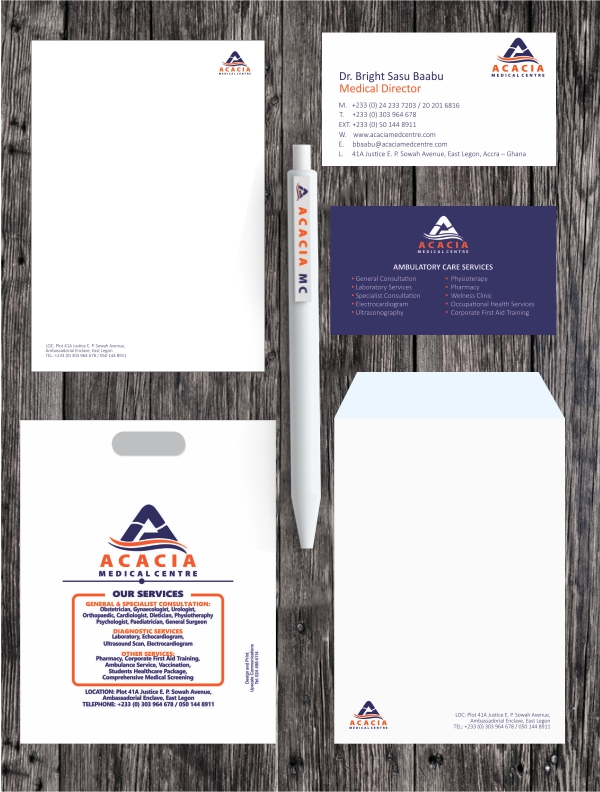 ACACIA
MEDICAL CENTRE
LOC: Plot 41A Justice E. P. Sowah Avenue,
Ambassadorial Enclave, East Legon
TEL: +233 (0) 303 964 678 / 050 144 8911
ACACIA
MEDICAL CENTRE
Dr. Bright Sasu Baabu
Medical Director
M. +233 (0) 24 233 7203 / 20 201 6816
T. +233 (0) 303 964 678
EXT: +233 (0) 50 144 8911
W. www.acaciamedcentre.com
E. bbaabu@acaciamedcentre.com
L. 41A Justice E. P. Sowah Avenue, East Legon, Accra – Ghana
ACACIA MC
ACACIA
MEDICAL CENTRE
AMBULATORY CARE SERVICES
• General Consultation
• Laboratory Services
• Specialist Consultation
• Electrocardiogram
• Ultrasonography
• Physioterapy
• Pharmacy
• Welness Clinic
• Occupational Health Services
• Corporate First Aid Training
ACACIA
MEDICAL CENTRE
OUR SERVICES
GENERAL & SPECIALIST CONSULTATION:
Obstetrician, Gynaecologist, Urologist,
Orthopaedic, Cardiologist, Dietician, Physiotheraphy
Psychologist, Paediatrician, General Surgeon
DIAGNOSTIC SERVICES
Laboratory, Echocardiogram,
Ultrasound Scan, Electrocardiogram
OTHER SERVICES:
Pharmacy, Corporate First Aid Training,
Ambulance Service, Vaccination,
Students Healthcare Package,
Comprehensive Medical Screening
LOCATION: Plot 41A Justice E. P. Sowah Avenue,
Ambassadorial Enclave, East Legon
TELEPHONE: +233 (0) 303 964 678 / 050 144 8911
Design and Print:
ACACIA
MEDICAL CENTRE
LOC: Plot 41A Justice E. P. Sowah Avenue,
Ambassadorial Enclave, East Legon
TEL: +233 (0) 303 964 678 / 050 144 8911